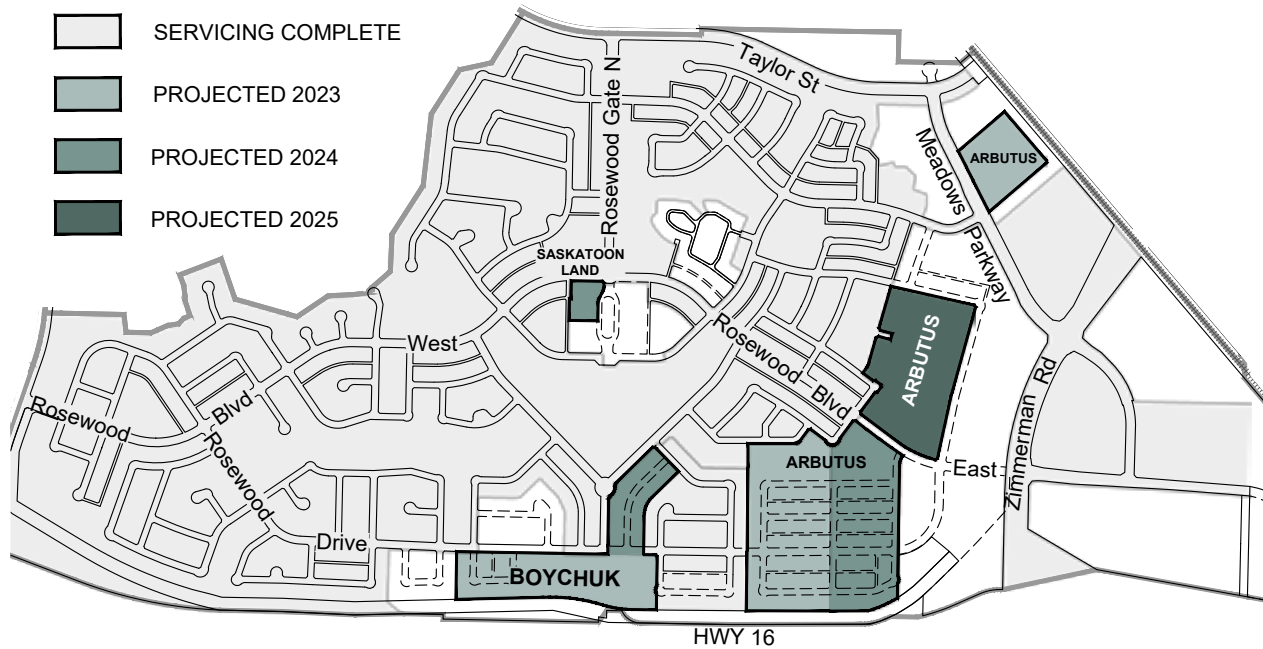 SERVICING COMPLETE
PROJECTED 2023
PROJECTED 2024
PROJECTED 2025
Taylor St
Rosewood Gate N
Meadows Parkway
ARBUTUS
SASKATOON
LAND
West
Rosewood Blvd
ARBUTUS
Rosewood Blvd
Rosewood Drive
Zimmerman Rd
ARBUTUS
East
BOYCHUK
HWY 16